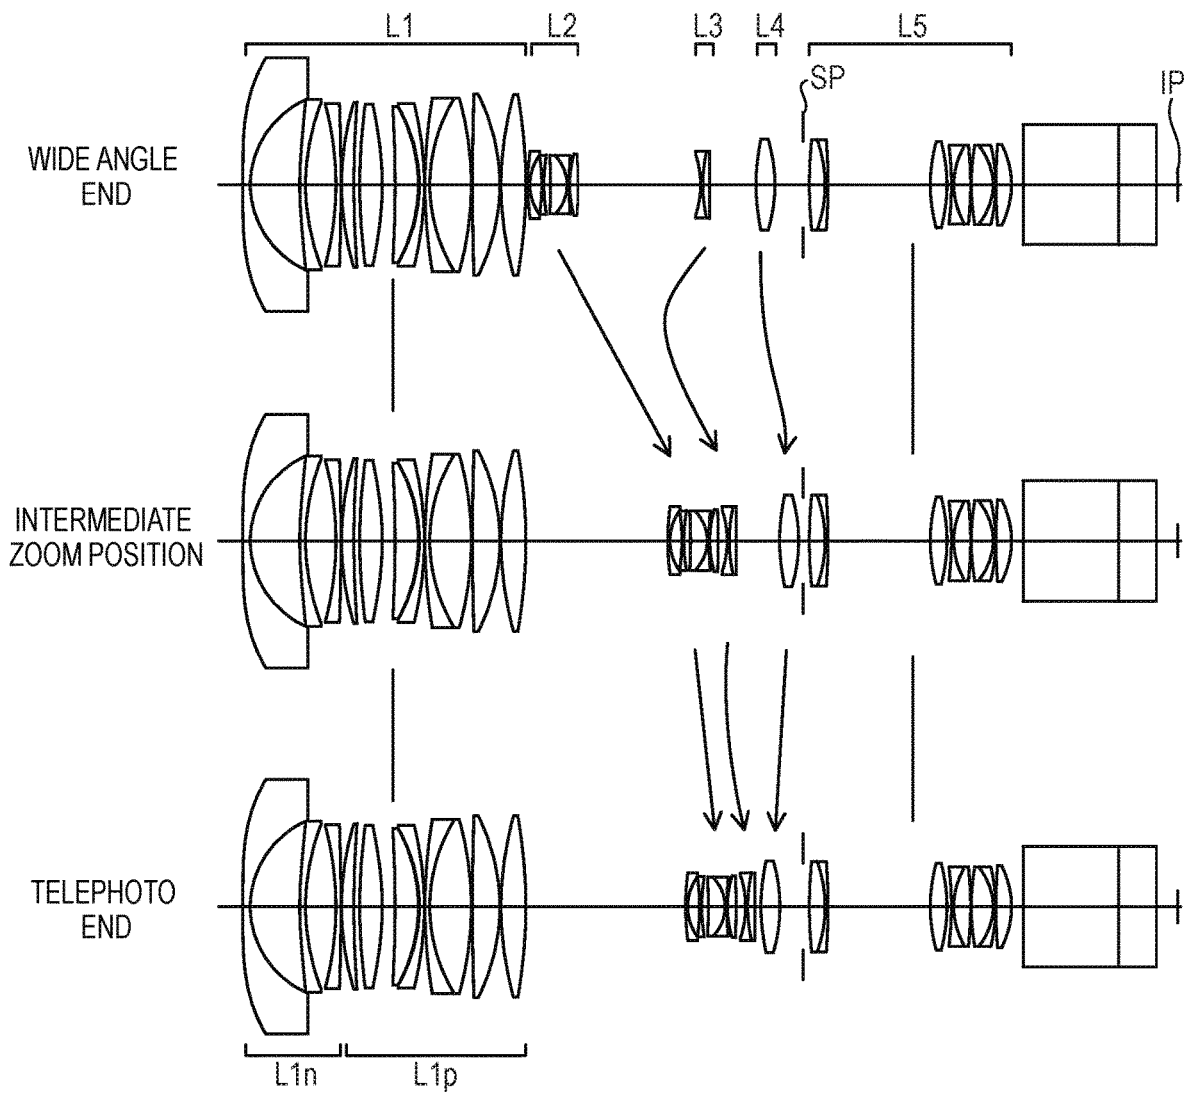 L1 L2 L3 L4 L5
SP
IP
WIDE ANGLE
END
INTERMEDIATE
ZOOM POSITION
TELEPHOTO
END
L1n L1p